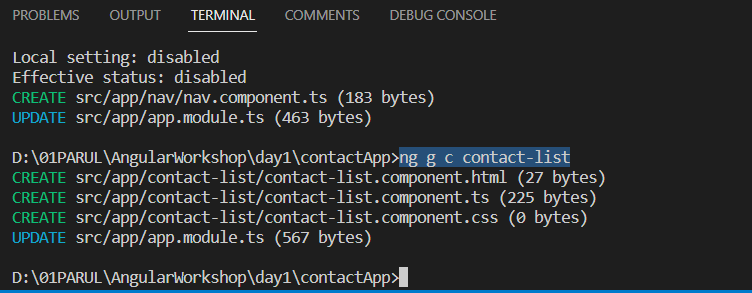 PROBLEMS OUTPUT TERMINAL COMMENTS DEBUG CONSOLE
Local setting: disabled
Effective status: disabled
CREATE src/app/nav/nav.component.ts (183 bytes)
UPDATE src/app/app.module.ts (463 bytes)
D:\01PARUL\AngularWorkshop\day1\contactApp>ng g c contact-list
CREATE src/app/contact-list/contact-list.component.html (27 bytes)
CREATE src/app/contact-list/contact-list.component.ts (225 bytes)
CREATE src/app/contact-list/contact-list.component.css (0 bytes)
UPDATE src/app/app.module.ts (567 bytes)
D:\01PARUL\AngularWorkshop\day1\contactApp>